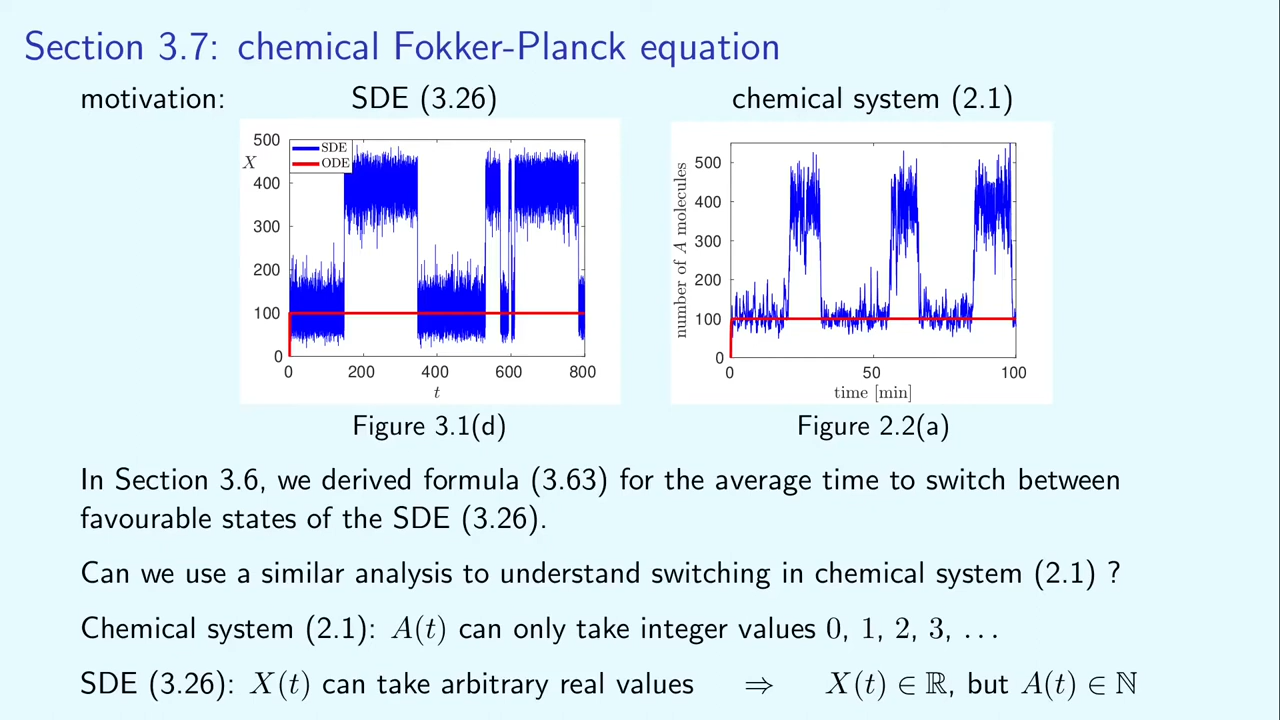 Section 3.7: chemical Fokker-Planck equation
motivation: SDE (3.26) chemical system (2.1)
500
400
300
200
100
0
X
SDE
ODE
0 200 400 600 800
t
Figure 3.1(d)
number of A molecules
500
400
300
200
100
0
0 50 100
time [min]
Figure 2.2(a)
In Section 3.6, we derived formula (3.63) for the average time to switch between
favourable states of the SDE (3.26).
Can we use a similar analysis to understand switching in chemical system (2.1) ?
Chemical system (2.1): A(t) can only take integer values 0, 1, 2, 3, ...
SDE (3.26): X(t) can take arbitrary real values ⇒ X(t) ∈ ℝ, but A(t) ∈ ℕ